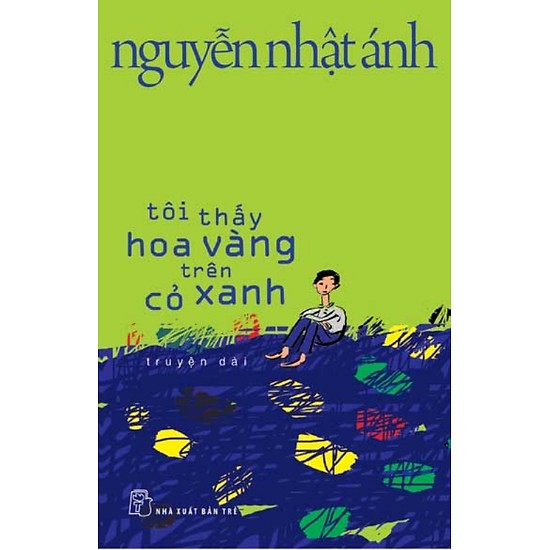 nguyễn nhật ánh
tôi thấy
hoa vàng
trên
cỏ xanh
truyện dài
NHÀ XUẤT BẢN TRẺ